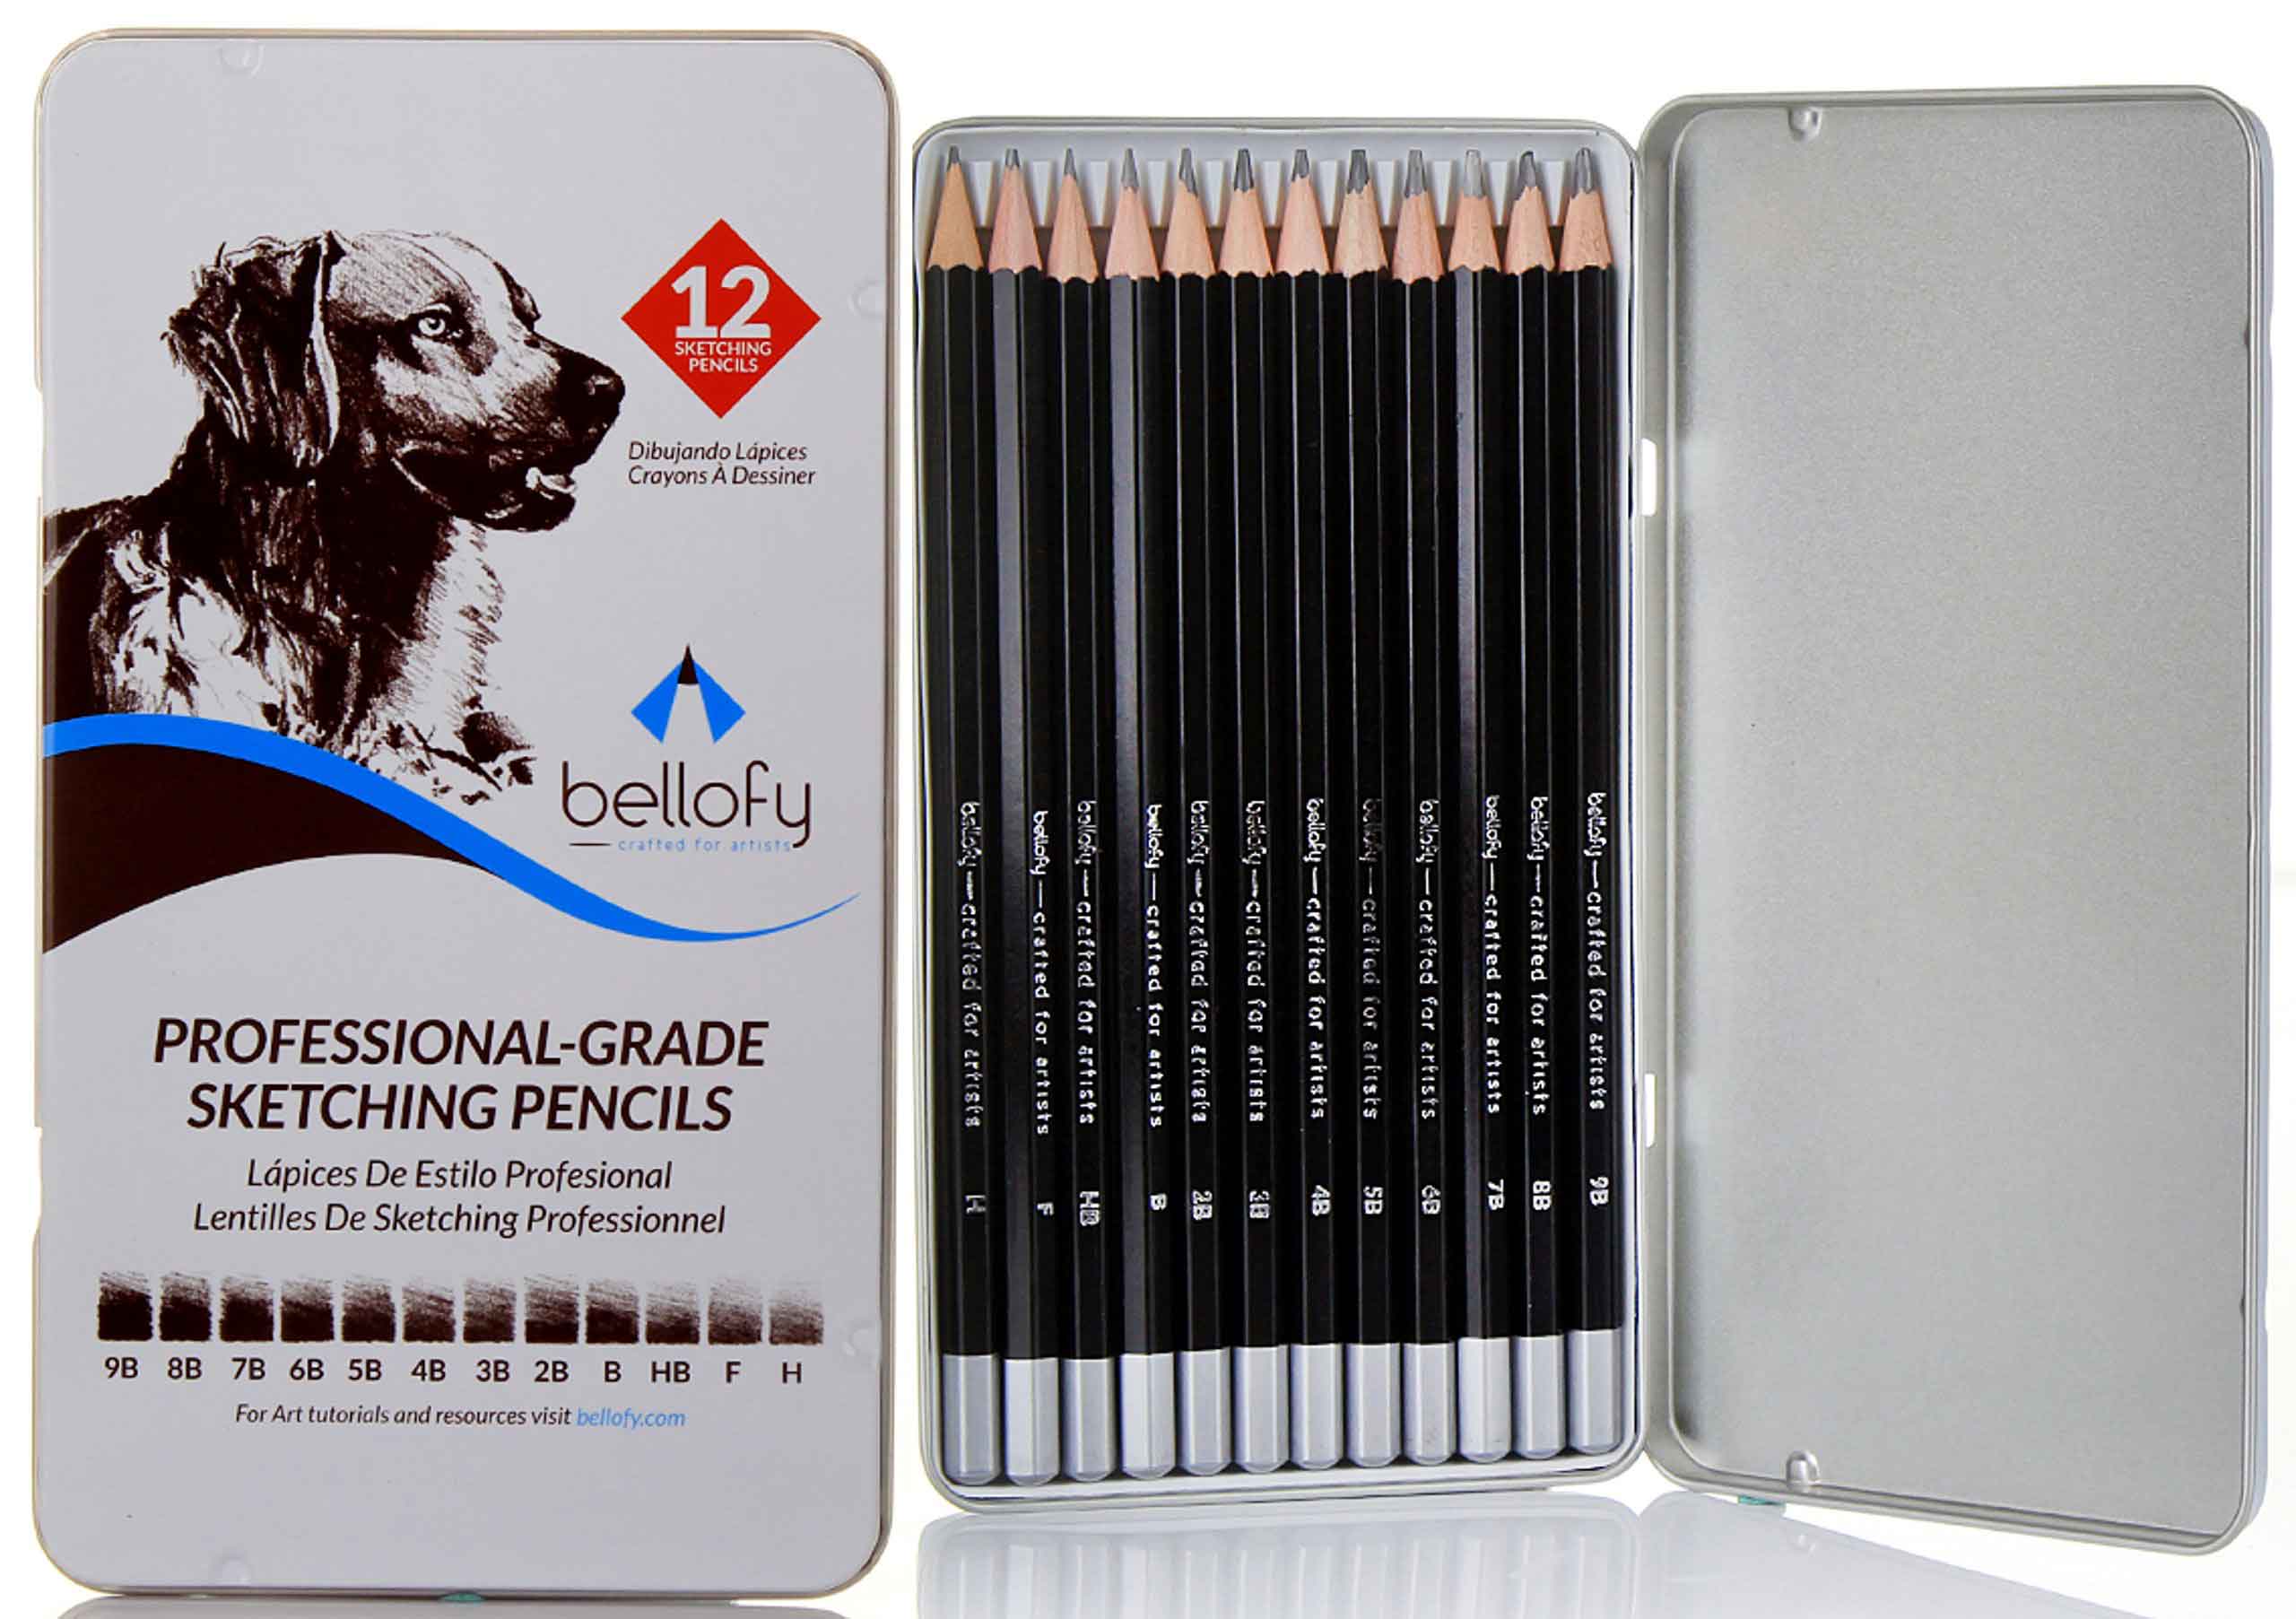 12
SKETCHING
PENCILS
Dibujando Lápices
Crayons À Dessiner
bellofy
crafted for artists
PROFESSIONAL-GRADE
SKETCHING PENCILS
Lápices De Estilo Profesional
Lentilles De Sketching Professionnel
9B 8B 7B 6B 5B 4B 3B 2B B HB F H
For Art tutorials and resources visit bellofy.com
bellofy — crafted for artists H
bellofy — crafted for artists F
bellofy — crafted for artists HB
bellofy — crafted for artists B
bellofy — crafted for artists 2B
bellofy — crafted for artists 3B
bellofy — crafted for artists 4B
bellofy — crafted for artists 5B
bellofy — crafted for artists 6B
bellofy — crafted for artists 7B
bellofy — crafted for artists 8B
bellofy — crafted for artists 9B